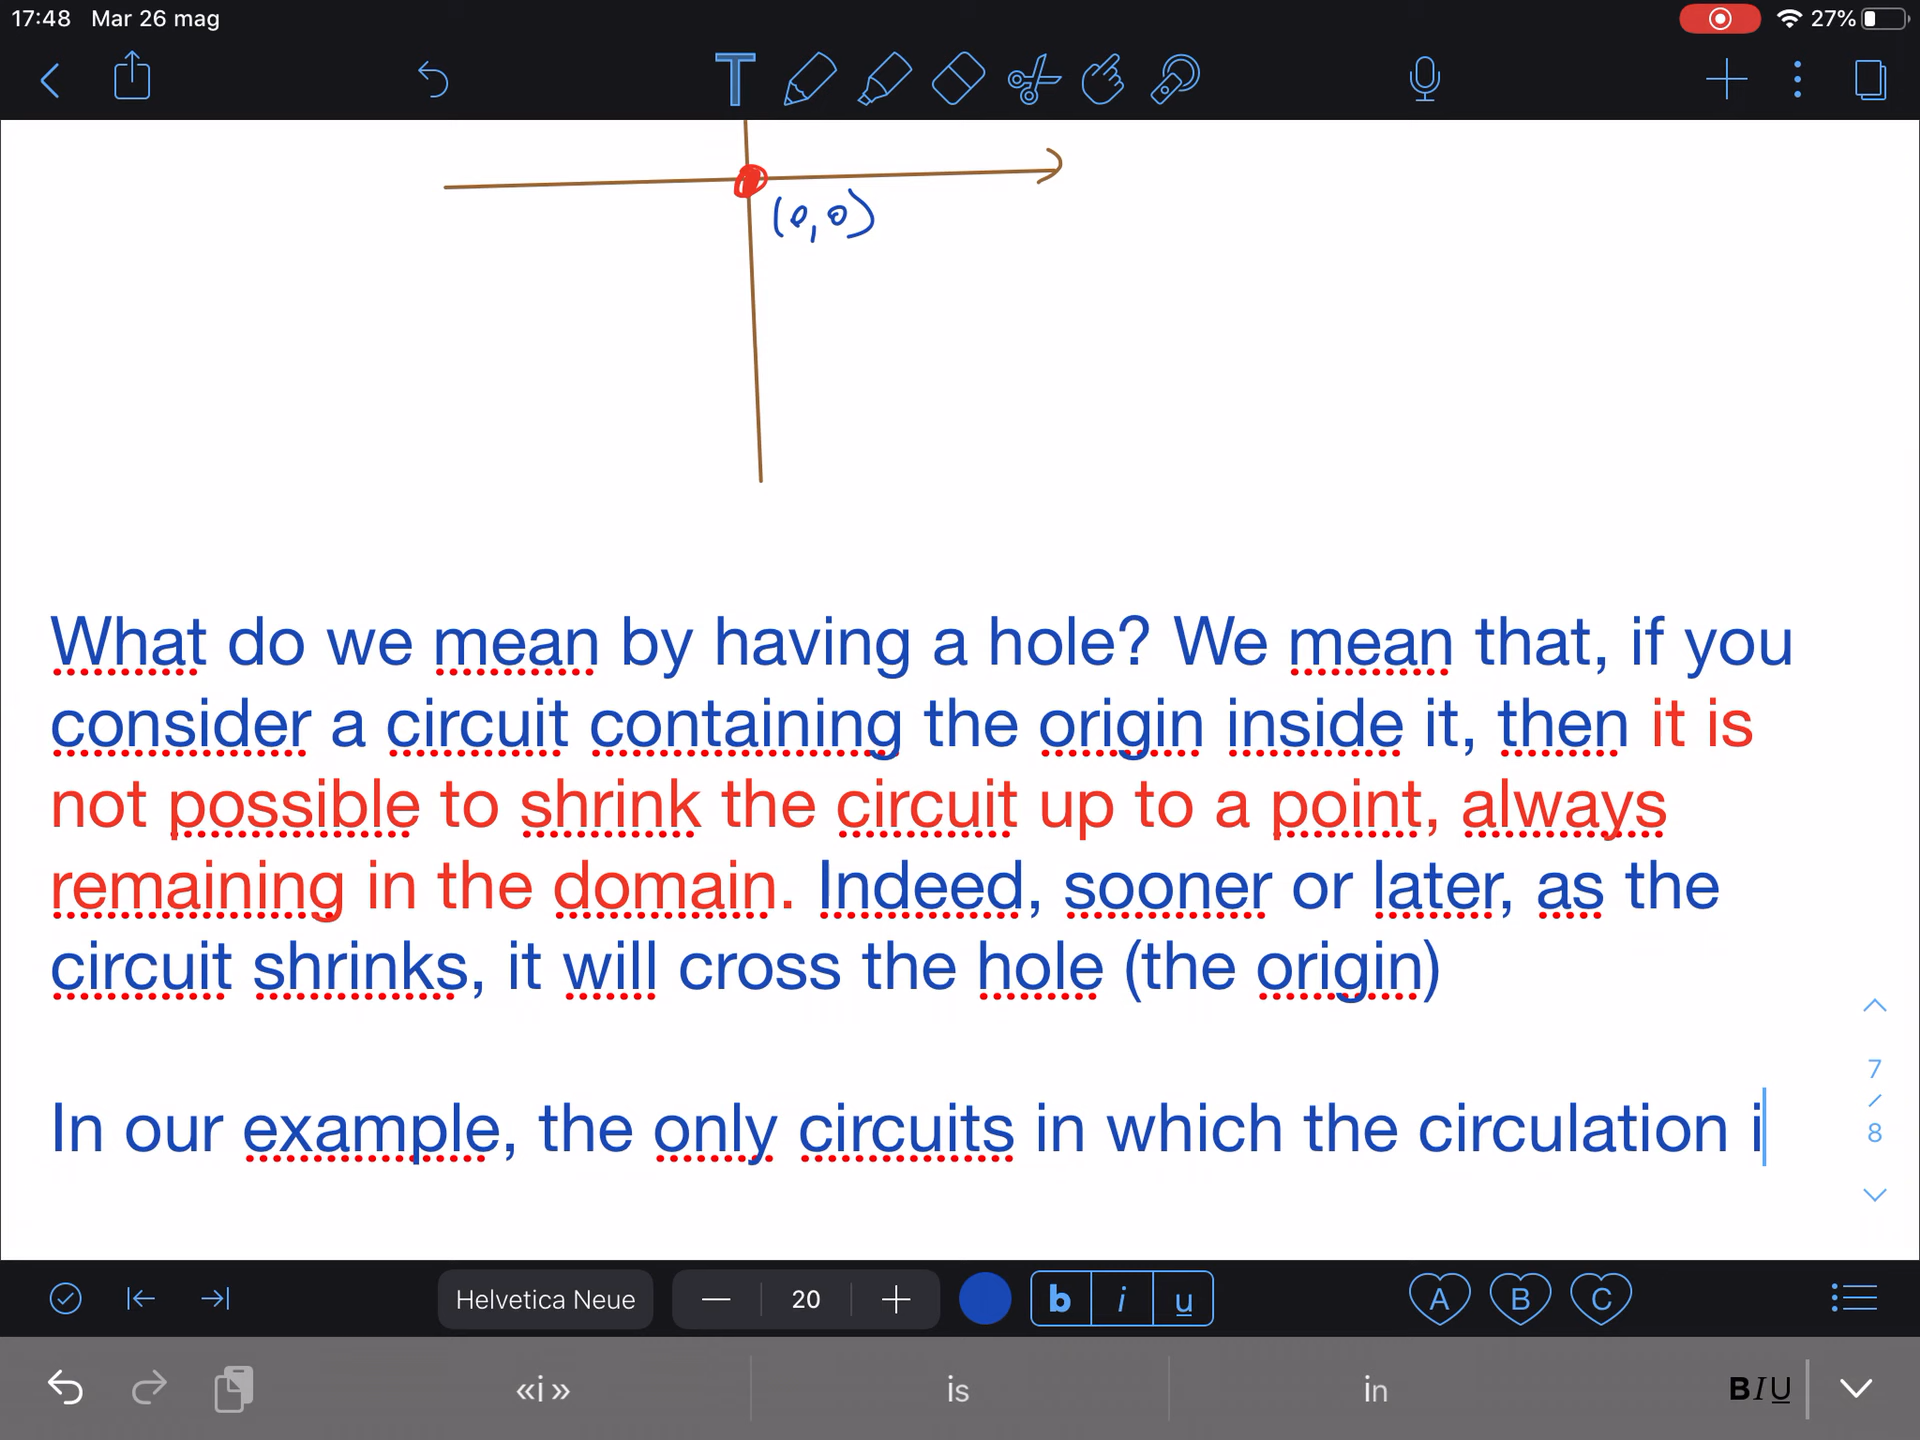 17:48 Mar 26 mag
27%
T
(0,0)
What do we mean by having a hole? We mean that, if you
consider a circuit containing the origin inside it, then it is
not possible to shrink the circuit up to a point, always
remaining in the domain. Indeed, sooner or later, as the
circuit shrinks, it will cross the hole (the origin)
7
/
8
In our example, the only circuits in which the circulation i
Helvetica Neue — 20 + b i u A B C
«i» is in BIU